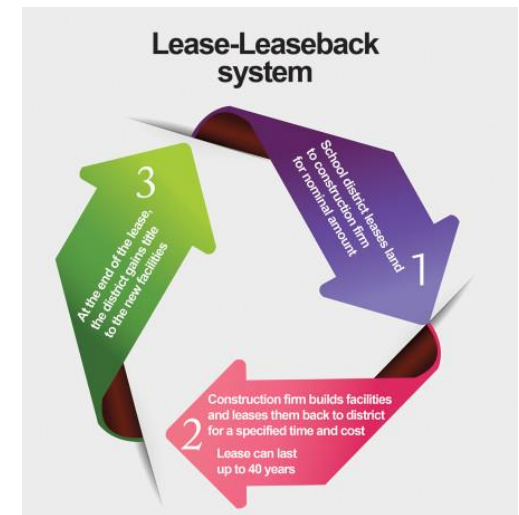 Lease-Leaseback
system
School district leases land
to construction firm
for nominal amount
1
Construction firm builds facilities
and leases them back to district
for a specified time and cost
2
Lease can last
up to 40 years
3
At the end of the lease,
the district gains title
to the new facilities